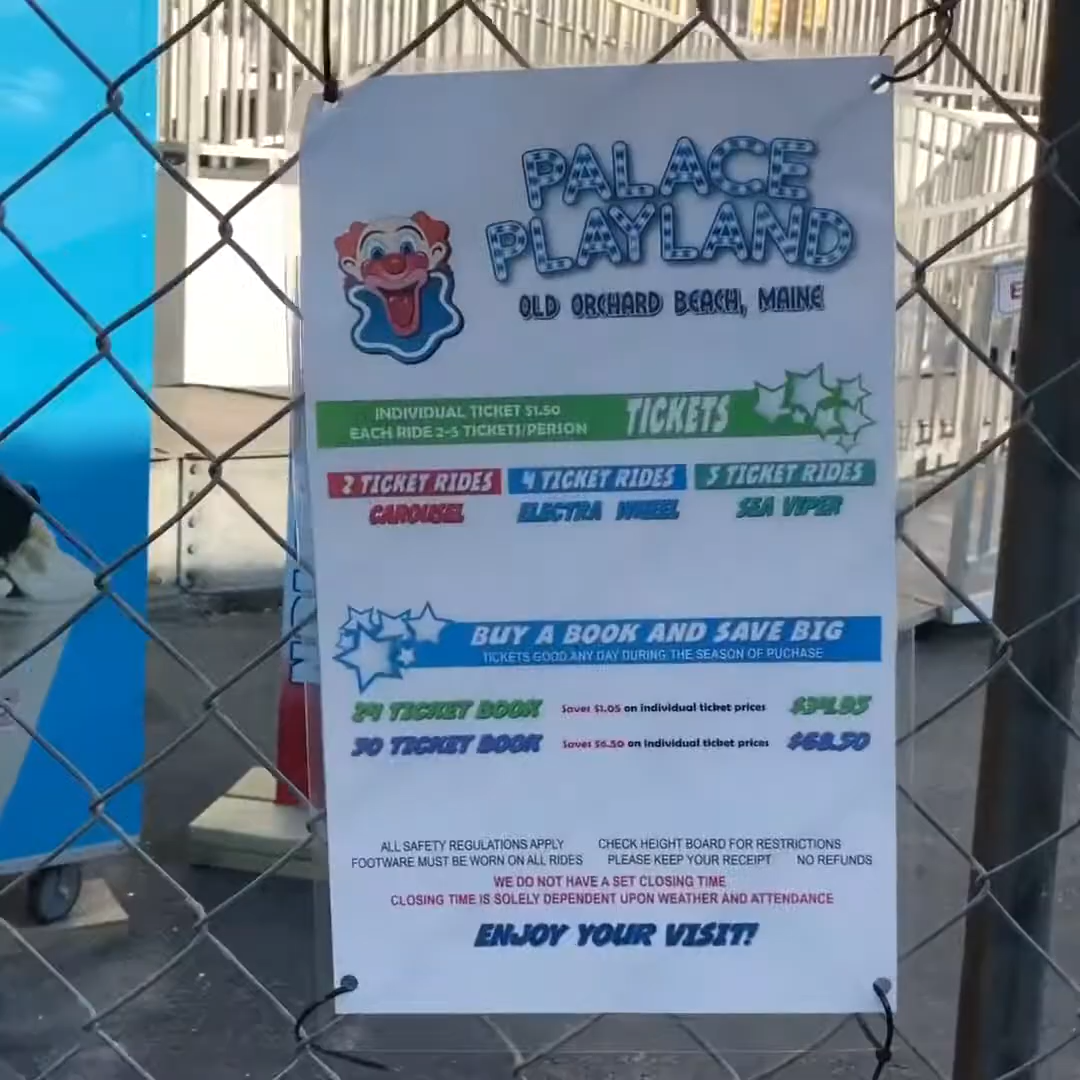 PALACE
PLAYLAND
OLD ORCHARD BEACH, MAINE
INDIVIDUAL TICKET $1.50
EACH RIDE 2-5 TICKETS/PERSON
TICKETS
2 TICKET RIDES
CAROUSEL
4 TICKET RIDES
ELECTRA WHEEL
5 TICKET RIDES
SEA VIPER
BUY A BOOK AND SAVE BIG
TICKETS GOOD ANY DAY DURING THE SEASON OF PUCHASE
24 TICKET BOOK Saves $1.05 on individual ticket prices $34.95
50 TICKET BOOK Saves $6.50 on individual ticket prices $68.50
ALL SAFETY REGULATIONS APPLY CHECK HEIGHT BOARD FOR RESTRICTIONS
FOOTWARE MUST BE WORN ON ALL RIDES PLEASE KEEP YOUR RECEIPT NO REFUNDS
WE DO NOT HAVE A SET CLOSING TIME
CLOSING TIME IS SOLELY DEPENDENT UPON WEATHER AND ATTENDANCE
ENJOY YOUR VISIT!